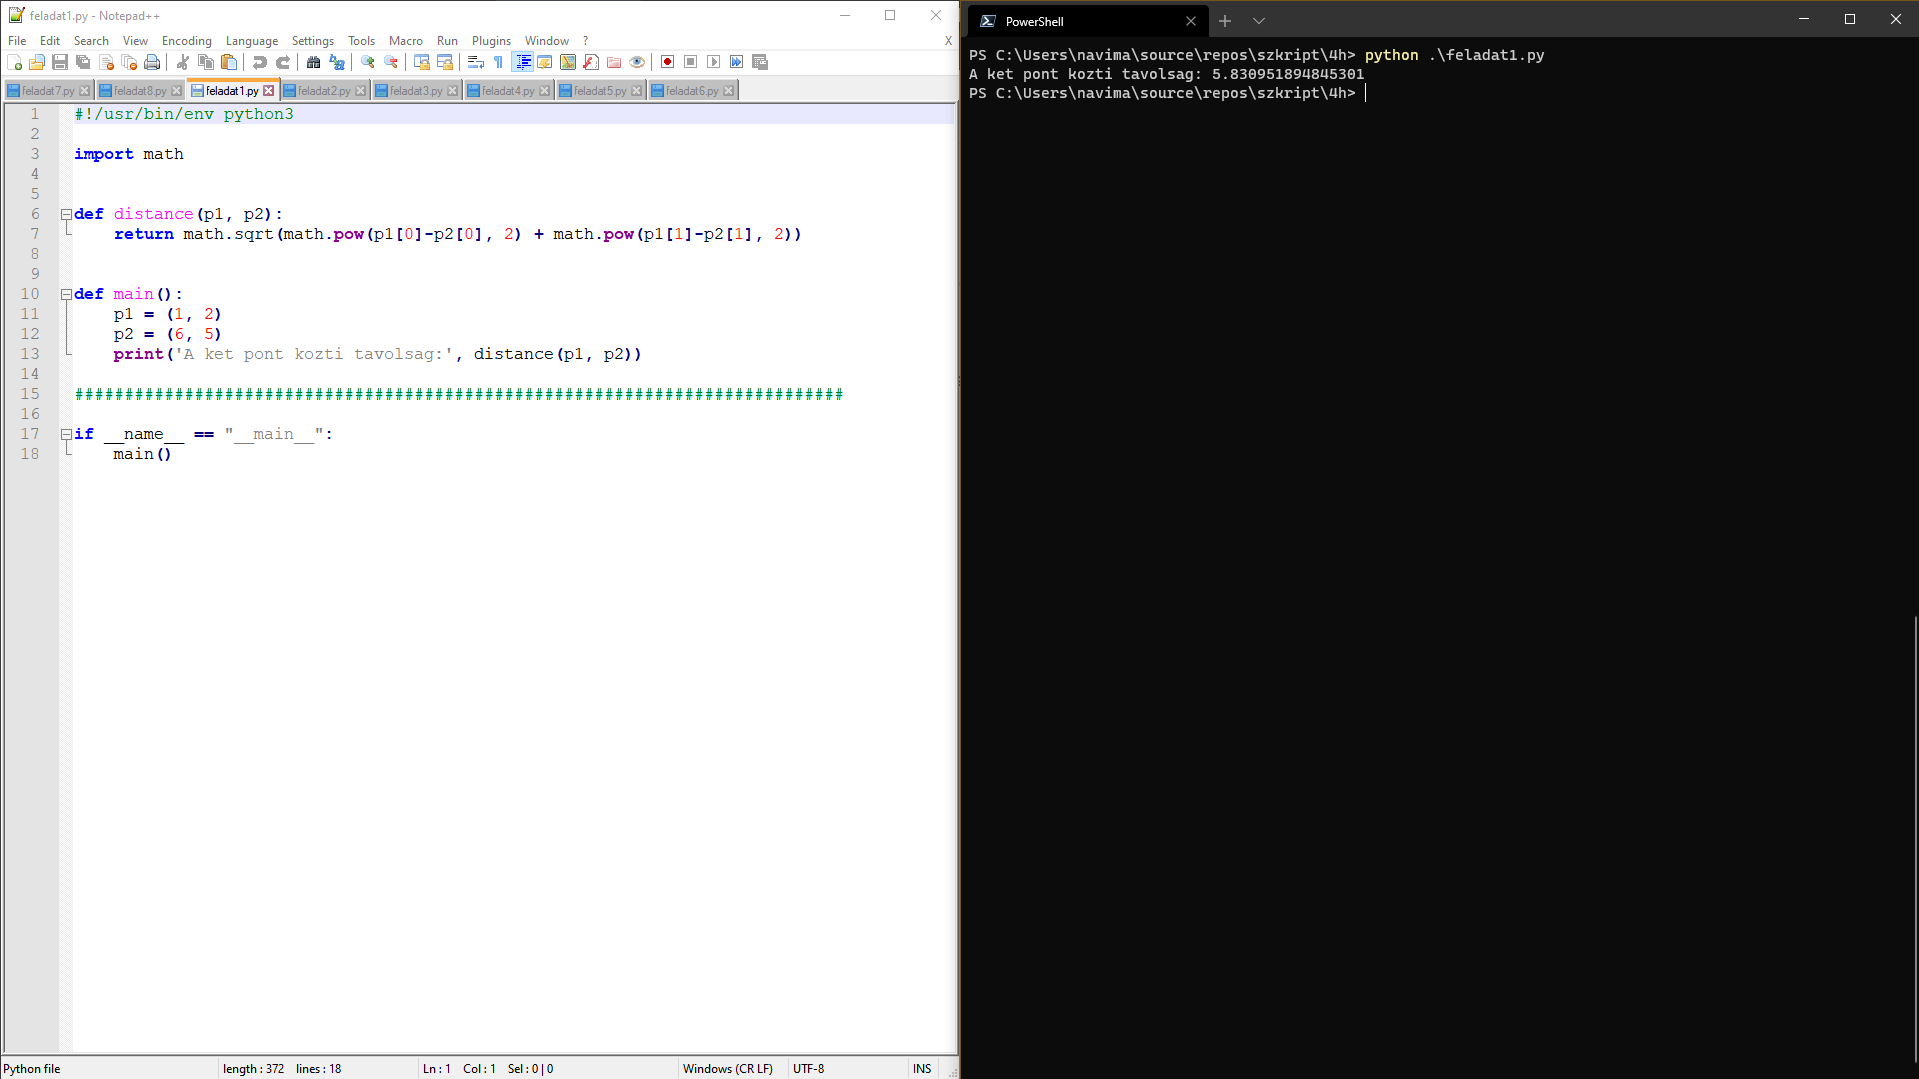 feladat1.py - Notepad++
File Edit Search View Encoding Language Settings Tools Macro Run Plugins Window ? X
feladat7.py feladat8.py feladat1.py feladat2.py feladat3.py feladat4.py feladat5.py feladat6.py
1 #!/usr/bin/env python3
2
3 import math
4
5
6 def distance(p1, p2):
7 return math.sqrt(math.pow(p1[0]-p2[0], 2) + math.pow(p1[1]-p2[1], 2))
8
9
10 def main():
11 p1 = (1, 2)
12 p2 = (6, 5)
13 print('A ket pont kozti tavolsag:', distance(p1, p2))
14
15 #############################################################################
16
17 if __name__ == "__main__":
18 main()
Python file length : 372 lines : 18 Ln : 1 Col : 1 Sel : 0 | 0 Windows (CR LF) UTF-8 INS
PowerShell
PS C:\Users\navima\source\repos\szkript\4h> python .\feladat1.py
A ket pont kozti tavolsag: 5.830951894845301
PS C:\Users\navima\source\repos\szkript\4h>